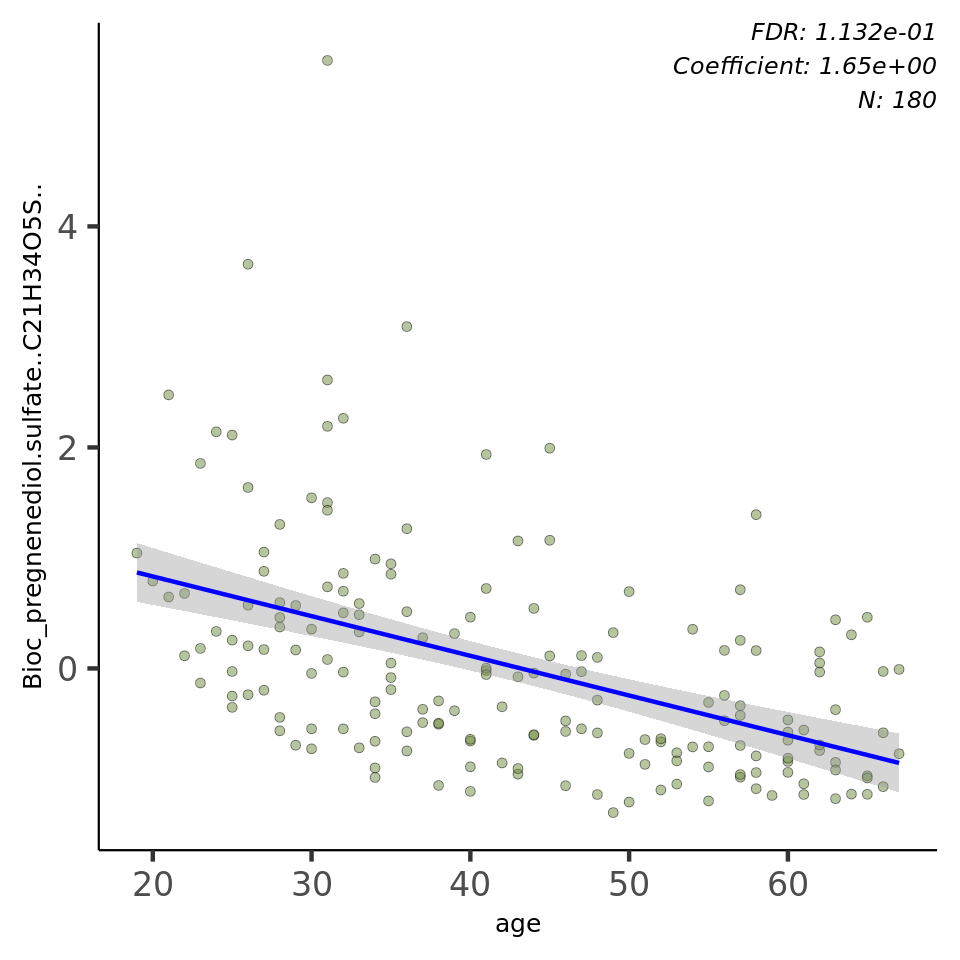 FDR: 1.132e-01
Coefficient: 1.65e+00
N: 180
Bioc_pregnenediol.sulfate..C21H34O5S..
4
2
0
20 30 40 50 60
age